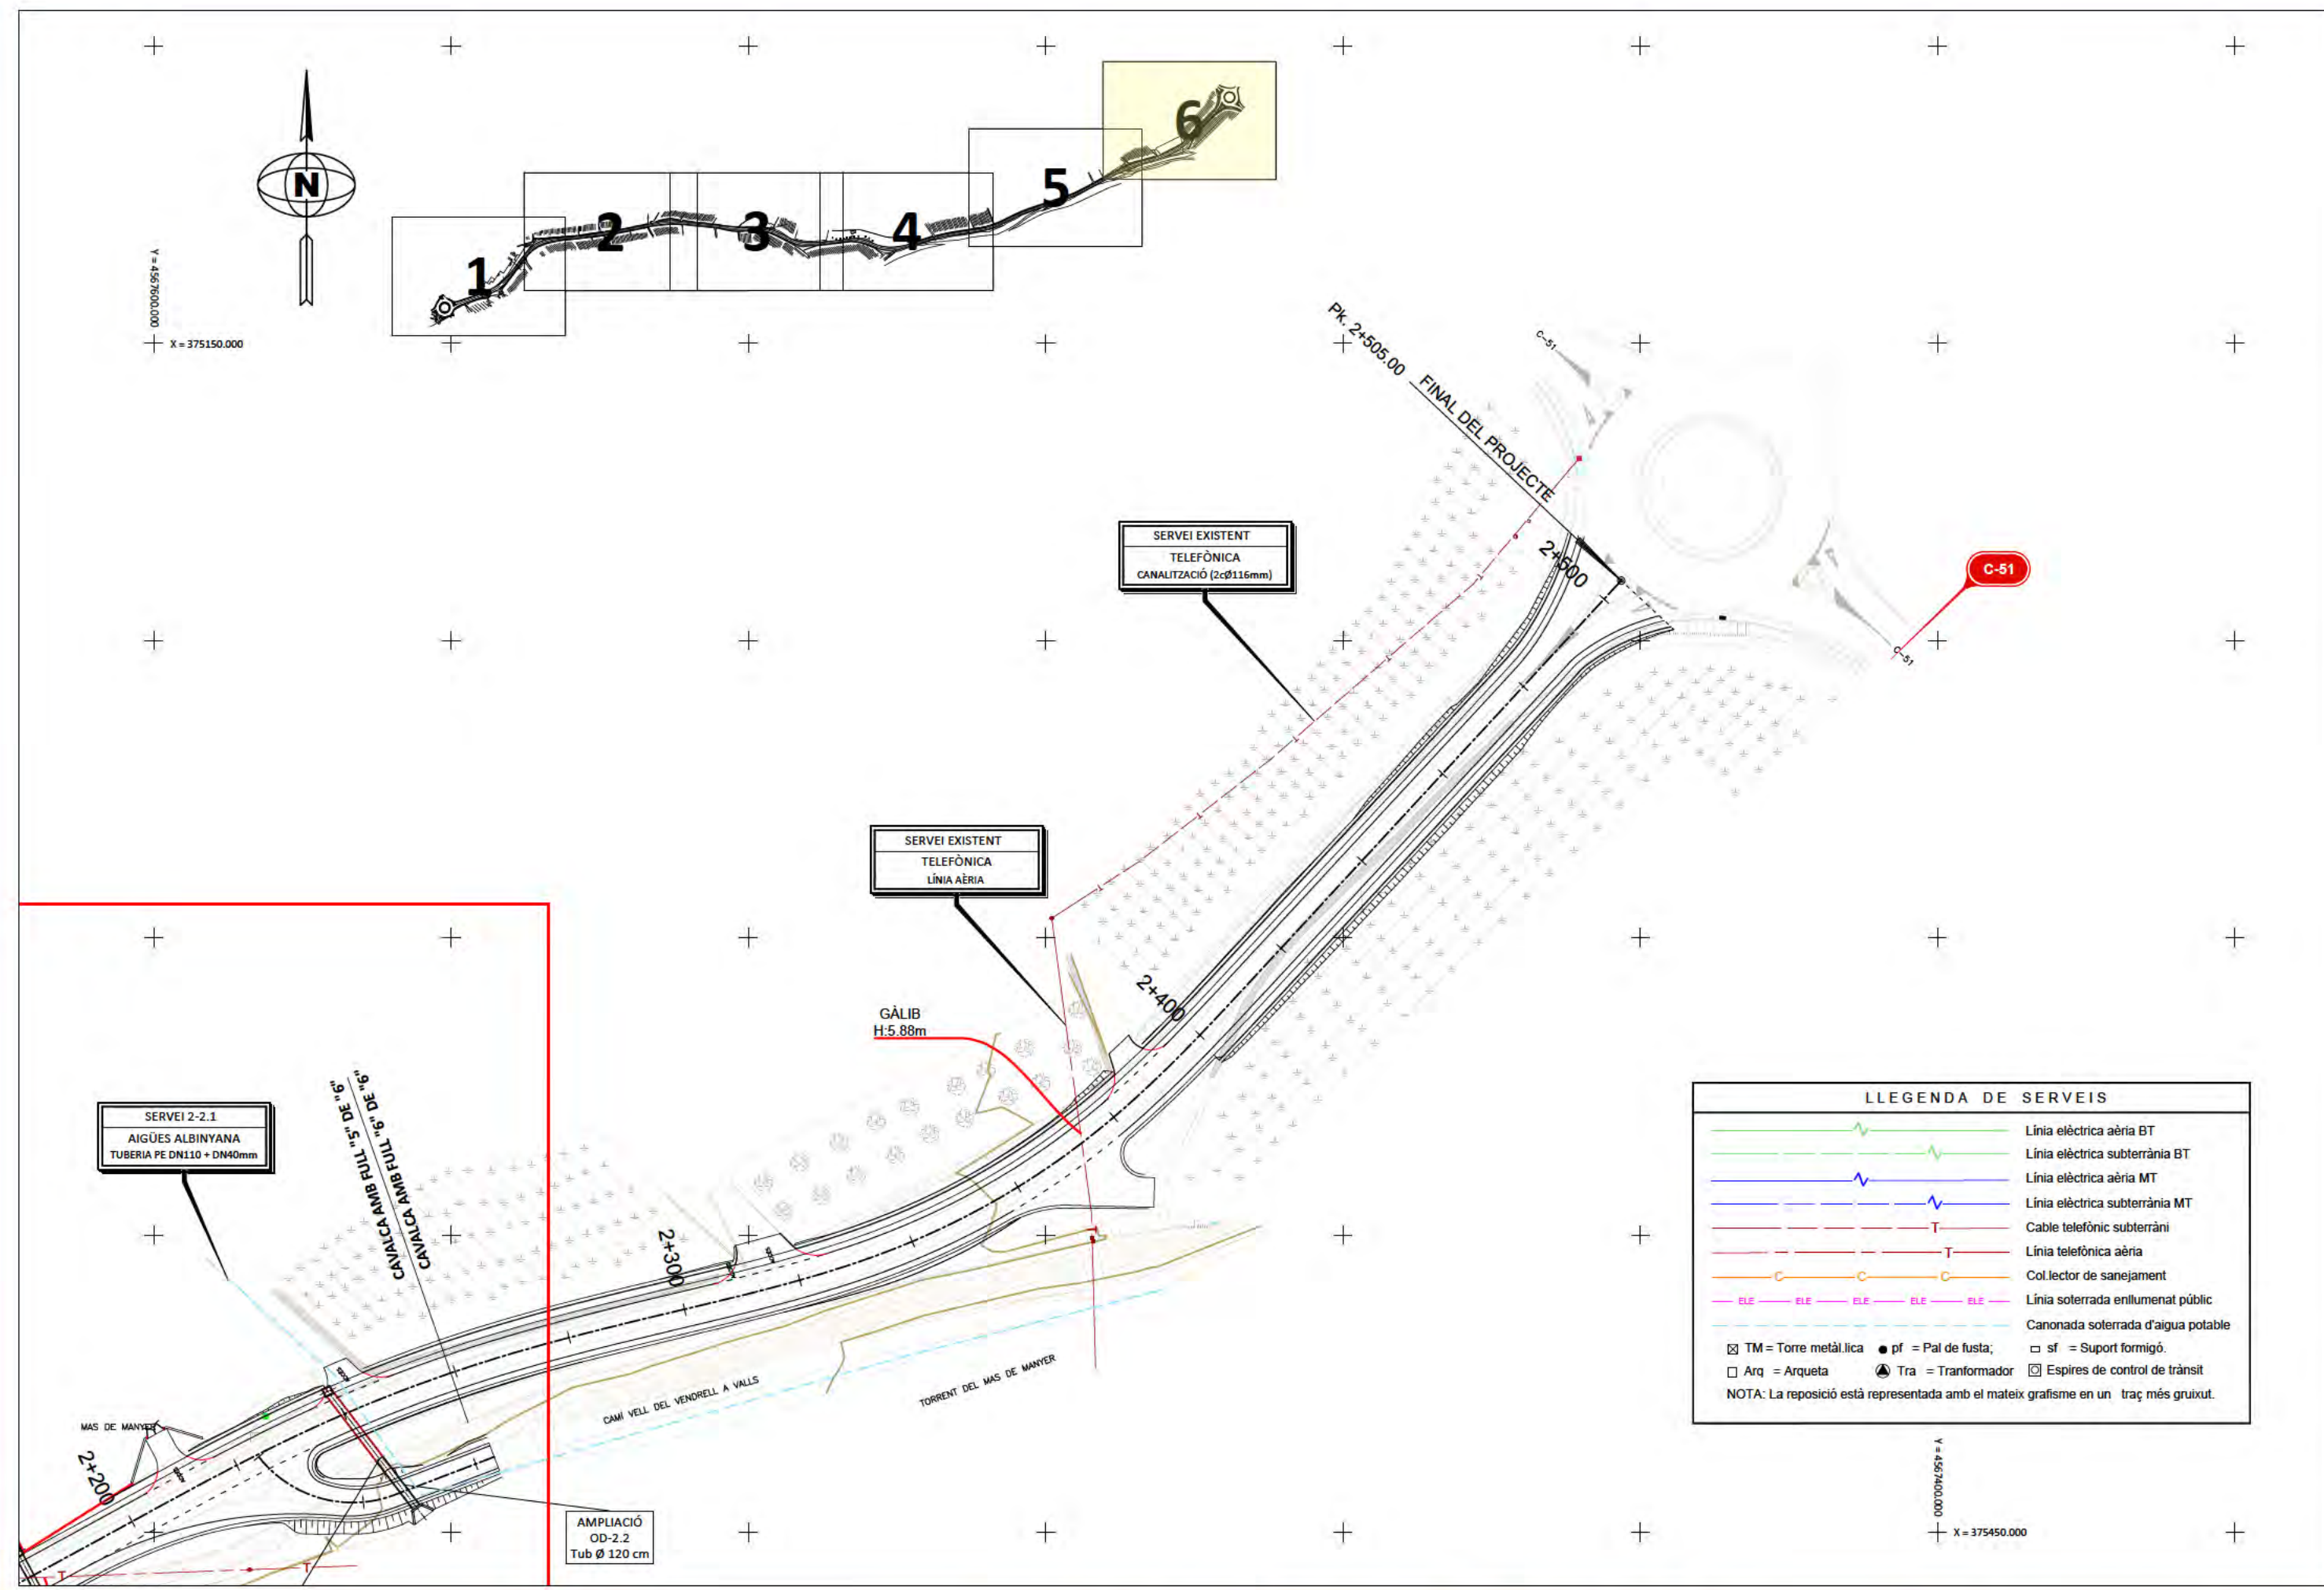 N
1
2
3
4
5
6
Y = 4567600.000
X = 375150.000
Pk. 2+505.00
FINAL DEL PROJECTE
C-51
SERVEI EXISTENT
TELEFÒNICA
CANALITZACIÓ (2cØ116mm)
2+500
C-51
C-51
SERVEI EXISTENT
TELEFÒNICA
LÍNIA AÈRIA
2+400
GÀLIB
H:5.88m
SERVEI 2-2.1
AIGÜES ALBINYANA
TUBERIA PE DN110 + DN40mm
CAVALCA AMB FULL "5" DE "6"
CAVALCA AMB FULL "6" DE "6"
2+300
CAMÍ VELL DEL VENDRELL A VALLS
TORRENT DEL MAS DE MANYER
MAS DE MANYER
2+200
AMPLIACIÓ
OD-2.2
Tub Ø 120 cm
T
T
LLEGENDA DE SERVEIS
Línia elèctrica aèria BT
Línia elèctrica subterrània BT
Línia elèctrica aèria MT
Línia elèctrica subterrània MT
T Cable telefònic subterràni
T Línia telefònica aèria
C C C Col.lector de sanejament
ELE ELE ELE ELE ELE Línia soterrada enllumenat públic
Canonada soterrada d'aigua potable
TM = Torre metàl.lica pf = Pal de fusta; sf = Suport formigó.
Arq = Arqueta Tra = Tranformador Espires de control de trànsit
NOTA: La reposició està representada amb el mateix grafisme en un traç més gruixut.
Y = 4567400.000
X = 375450.000